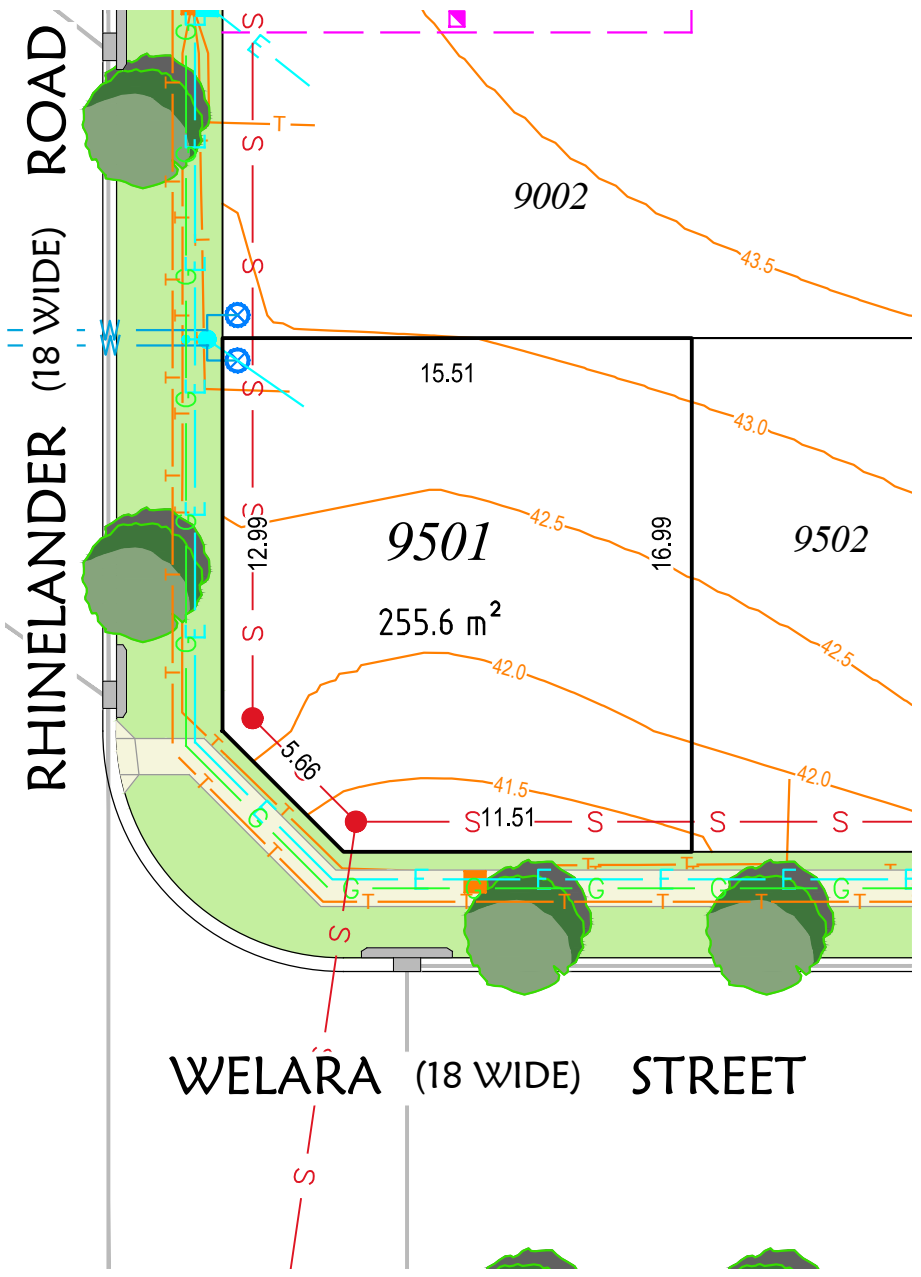 ROAD
(18 WIDE)
RHINELANDER
9002
43.5
15.51
43.0
42.5
9501
12.99
16.99
9502
255.6 m²
42.0
42.5
5.66
41.5
42.0
11.51
S
S
S
S
S
S
S
S
S
S
S
S
T
T
T
T
T
T
T
T
T
T
T
T
E
E
E
E
E
E
E
E
G
G
G
G
G
G
G
G
G
G
W
W
WELARA (18 WIDE) STREET